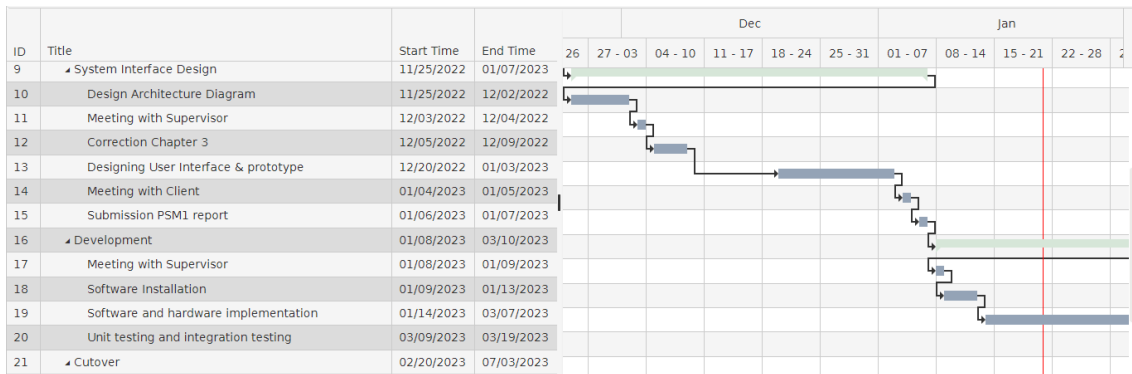 Dec Jan
ID Title Start Time End Time 26 27 - 03 04 - 10 11 - 17 18 - 24 25 - 31 01 - 07 08 - 14 15 - 21 22 - 28 2
9 System Interface Design 11/25/2022 01/07/2023
10 Design Architecture Diagram 11/25/2022 12/02/2022
11 Meeting with Supervisor 12/03/2022 12/04/2022
12 Correction Chapter 3 12/05/2022 12/09/2022
13 Designing User Interface & prototype 12/20/2022 01/03/2023
14 Meeting with Client 01/04/2023 01/05/2023
15 Submission PSM1 report 01/06/2023 01/07/2023
16 Development 01/08/2023 03/10/2023
17 Meeting with Supervisor 01/08/2023 01/09/2023
18 Software Installation 01/09/2023 01/13/2023
19 Software and hardware implementation 01/14/2023 03/07/2023
20 Unit testing and integration testing 03/09/2023 03/19/2023
21 Cutover 02/20/2023 07/03/2023